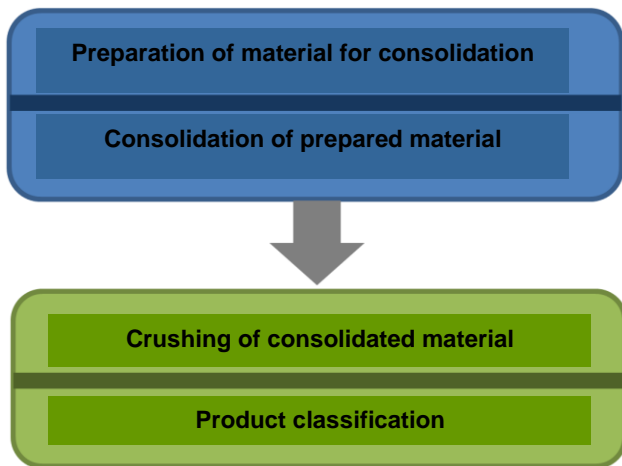 Preparation of material for consolidation
Consolidation of prepared material
Crushing of consolidated material
Product classification